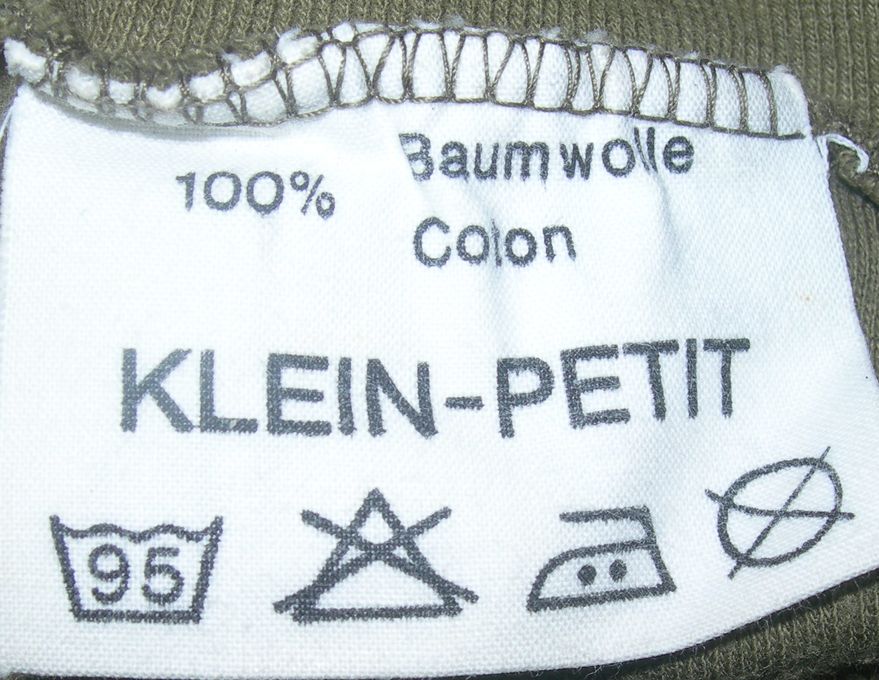 100% Baumwolle
Coton
KLEIN-PETIT
95